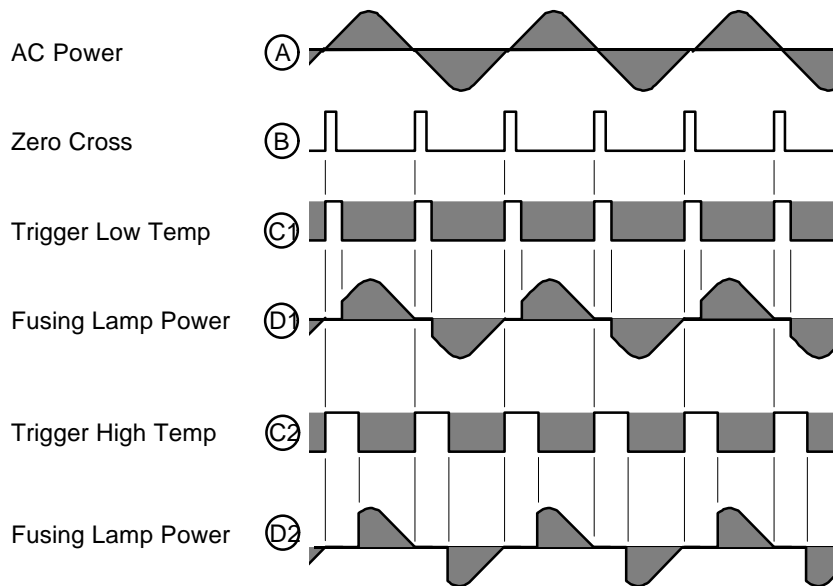 AC Power A
Zero Cross B
Trigger Low Temp C1
Fusing Lamp Power D1
Trigger High Temp C2
Fusing Lamp Power D2